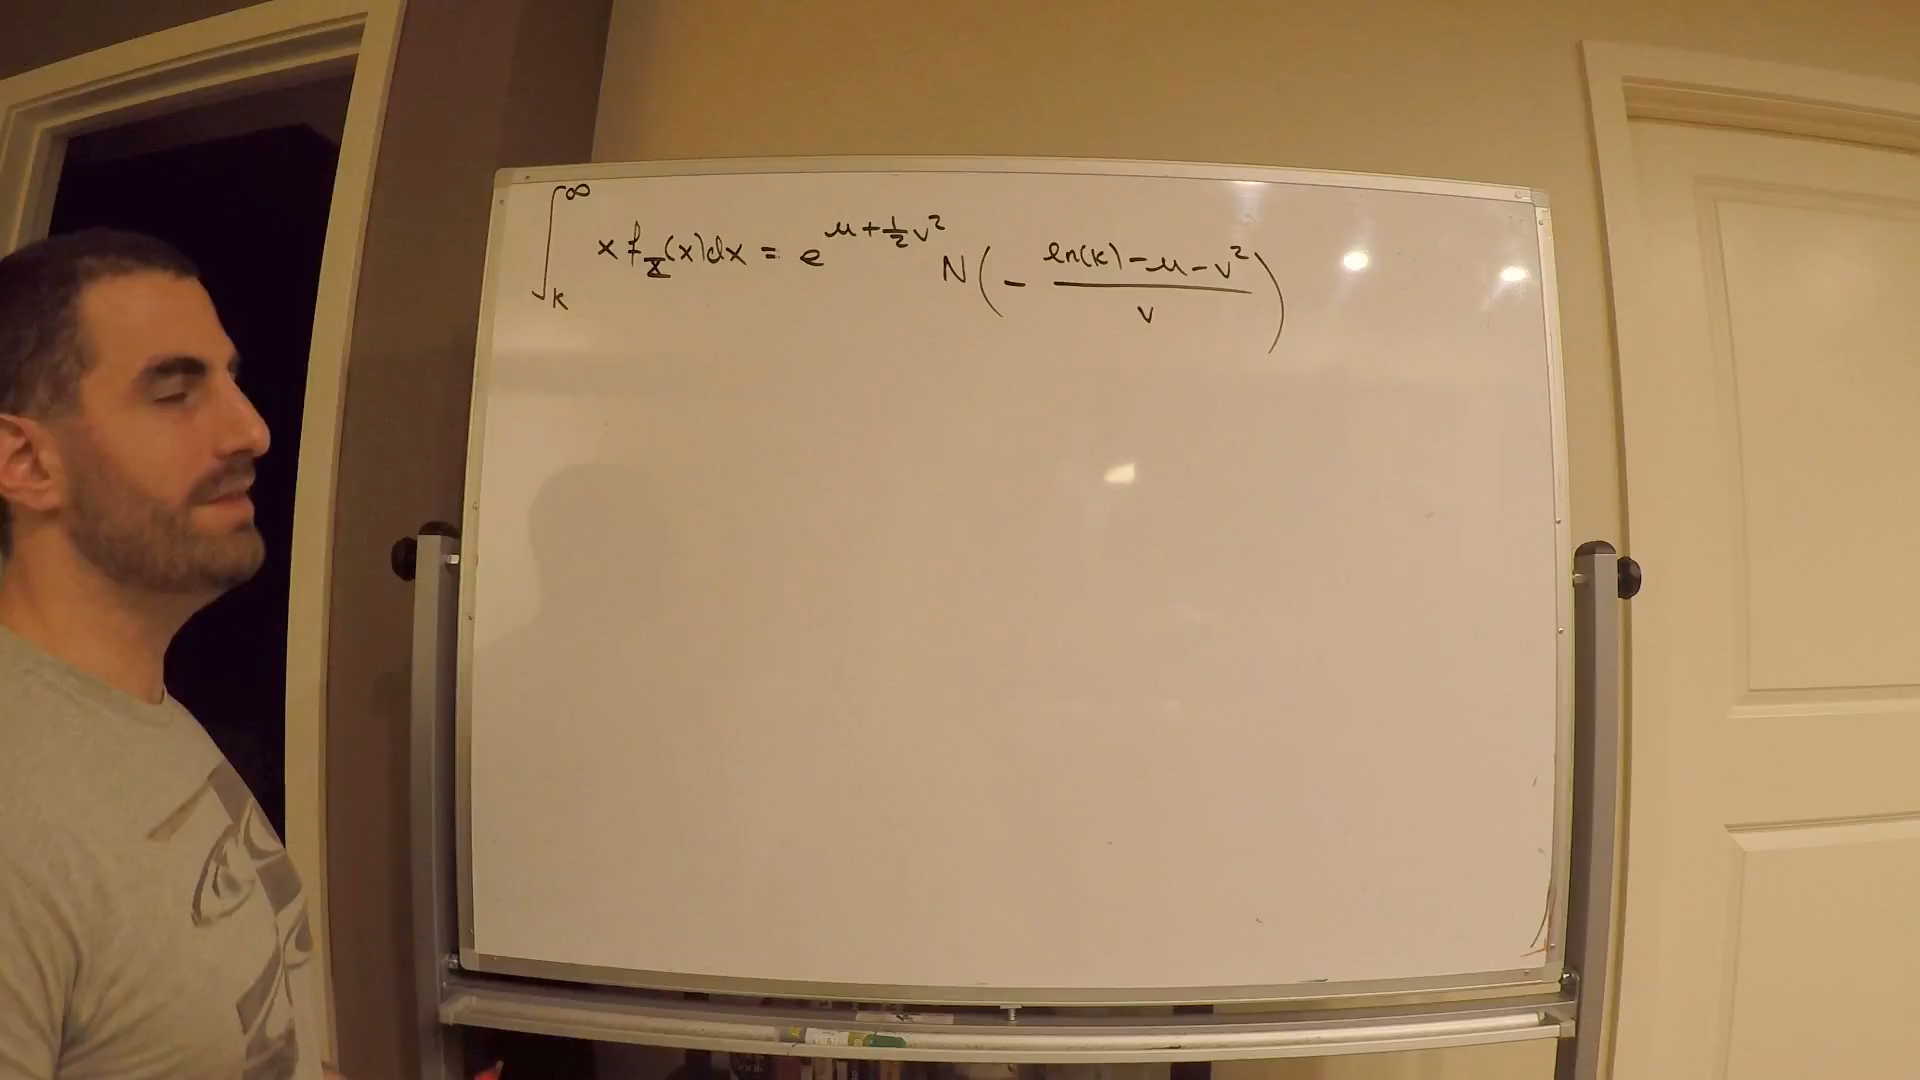 ∫_k^∞ x f_X(x)dx = e^{μ+½v²} N(- (ln(k)-μ-v²)/v)